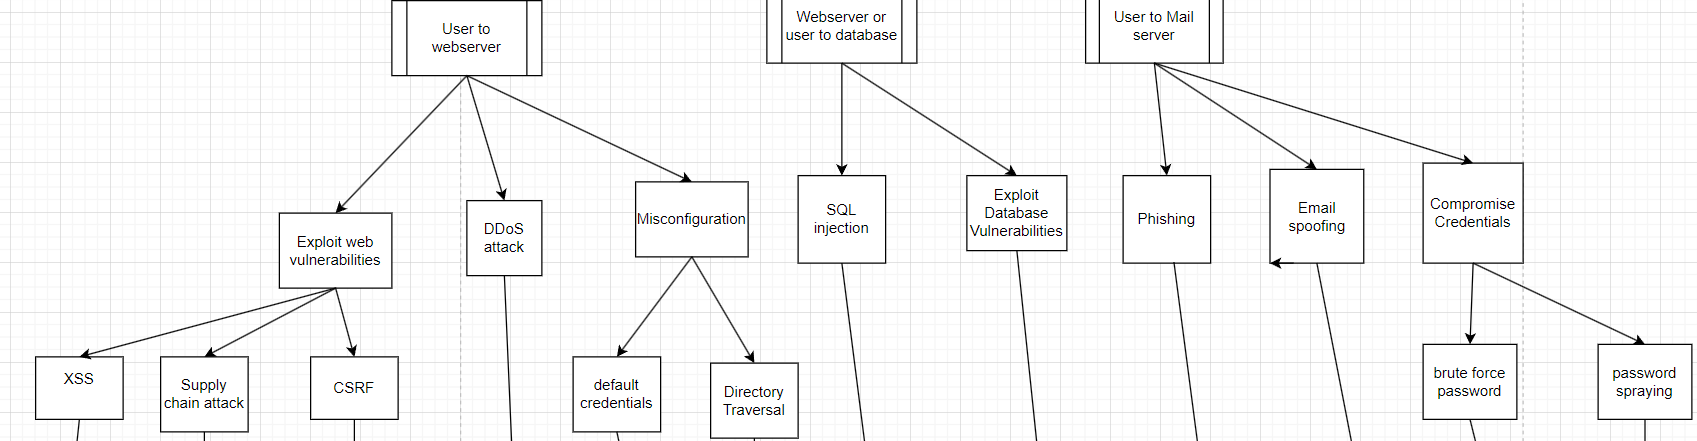 User to
webserver
Webserver or
user to database
User to Mail
server
Exploit web
vulnerabilities
DDoS
attack
Misconfiguration
SQL
injection
Exploit
Database
Vulnerabilities
Phishing
Email
spoofing
Compromise
Credentials
XSS
Supply
chain attack
CSRF
default
credentials
Directory
Traversal
brute force
password
password
spraying